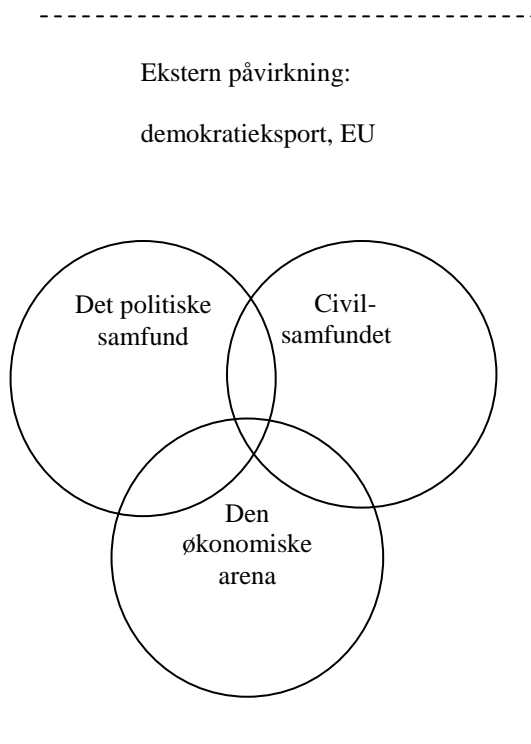 Ekstern påvirkning:
demokratieksport, EU
Det politiske
samfund
Civil-
samfundet
Den
økonomiske
arena